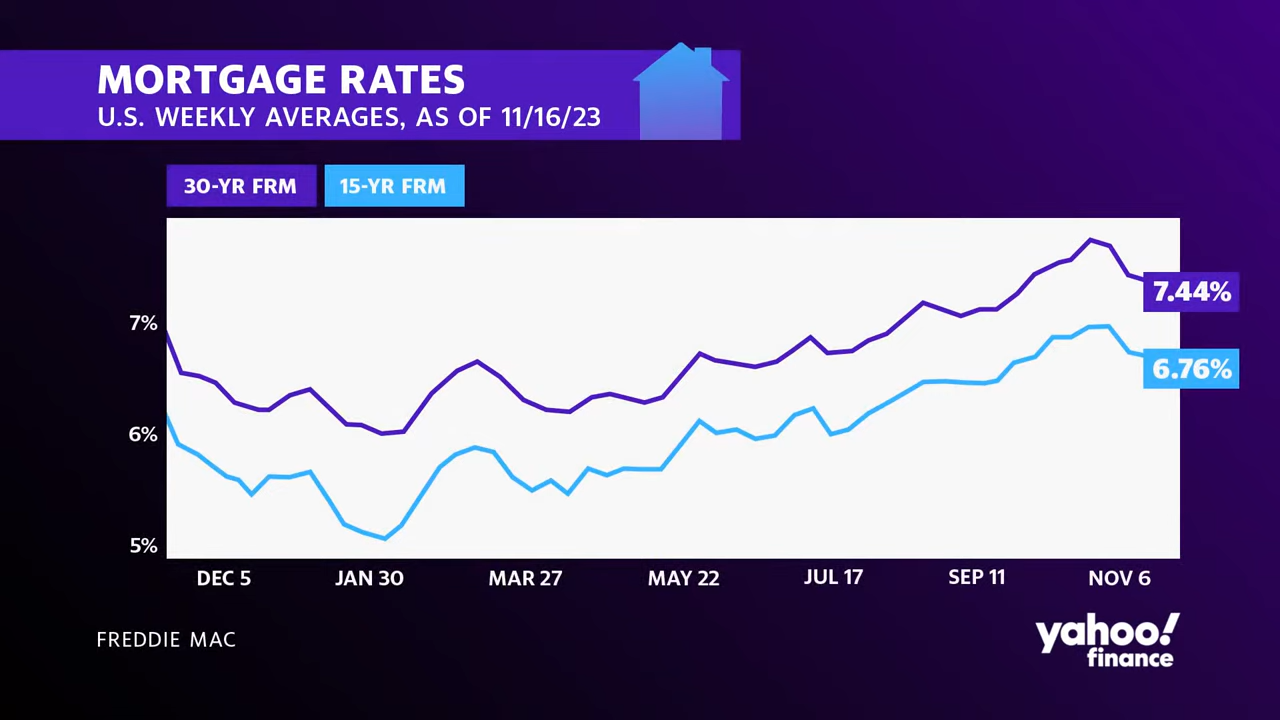 MORTGAGE RATES
U.S. WEEKLY AVERAGES, AS OF 11/16/23
30-YR FRM
15-YR FRM
7.44%
7%
6.76%
6%
5%
DEC 5
JAN 30
MAR 27
MAY 22
JUL 17
SEP 11
NOV 6
FREDDIE MAC
yahoo!
finance